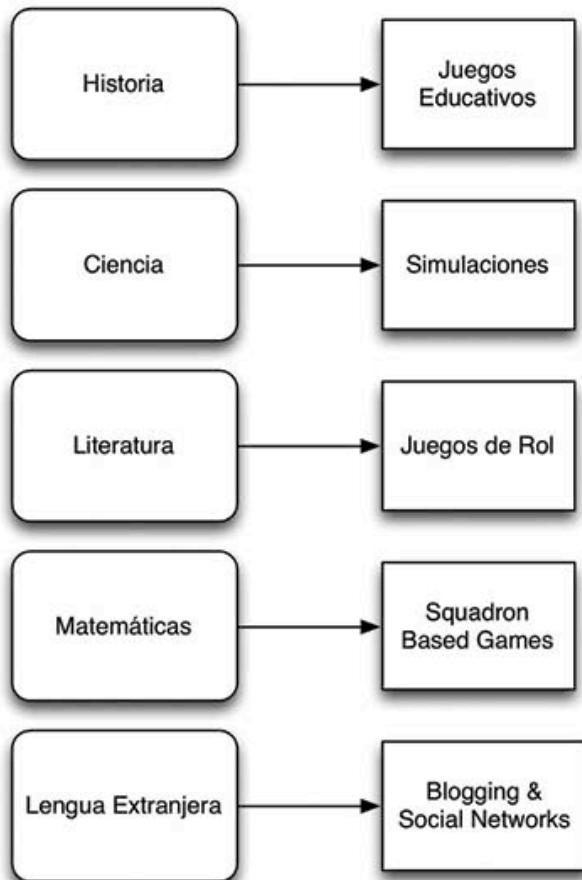 Historia
Juegos
Educativos
Ciencia
Simulaciones
Literatura
Juegos de Rol
Matemáticas
Squadron
Based Games
Lengua Extranjera
Blogging &
Social Networks